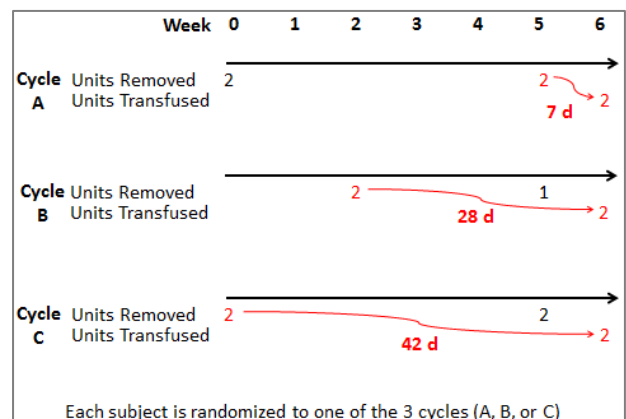 Week 0 1 2 3 4 5 6
Cycle Units Removed 2 2
A Units Transfused 2
7 d
Cycle Units Removed 2 1
B Units Transfused 2
28 d
Cycle Units Removed 2 2
C Units Transfused 2
42 d
Each subject is randomized to one of the 3 cycles (A, B, or C)